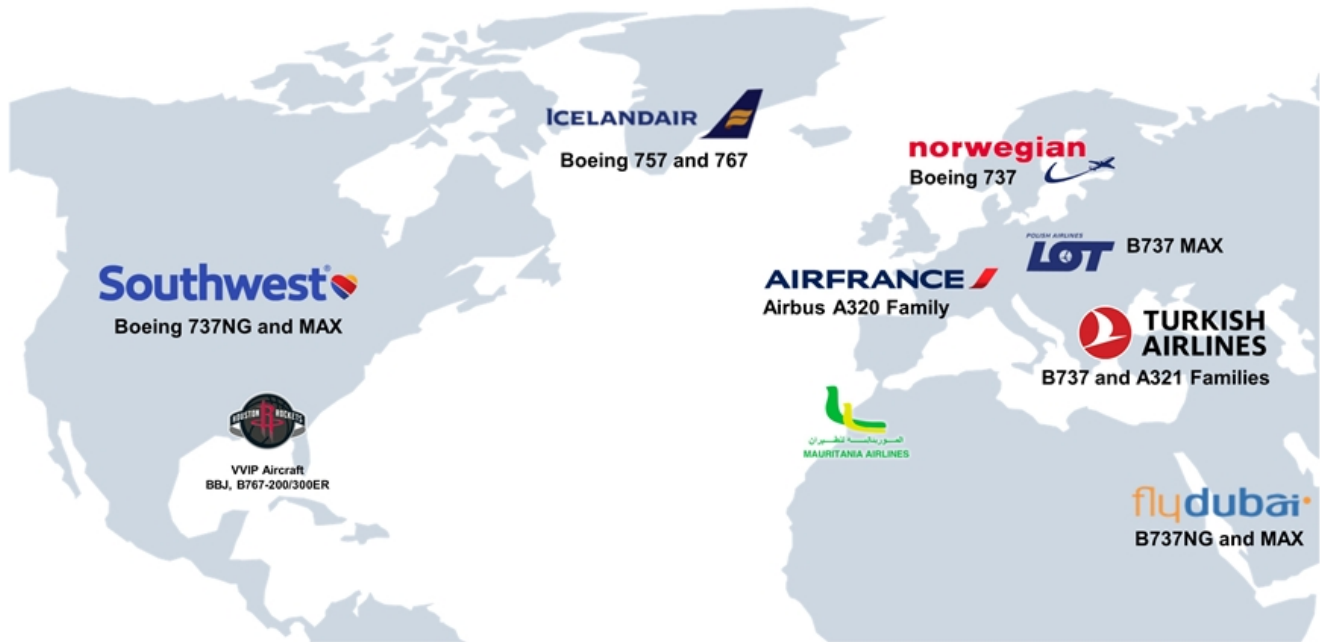 ICELANDAIR
Boeing 757 and 767
norwegian
Boeing 737
POLISH AIRLINES
LOT
B737 MAX
Southwest®
Boeing 737NG and MAX
AIRFRANCE
Airbus A320 Family
TURKISH
AIRLINES
B737 and A321 Families
HOUSTON ROCKETS
R
VVIP Aircraft
BBJ, B767-200/300ER
الموريتانية للطيران
MAURITANIA AIRLINES
flydubai
B737NG and MAX